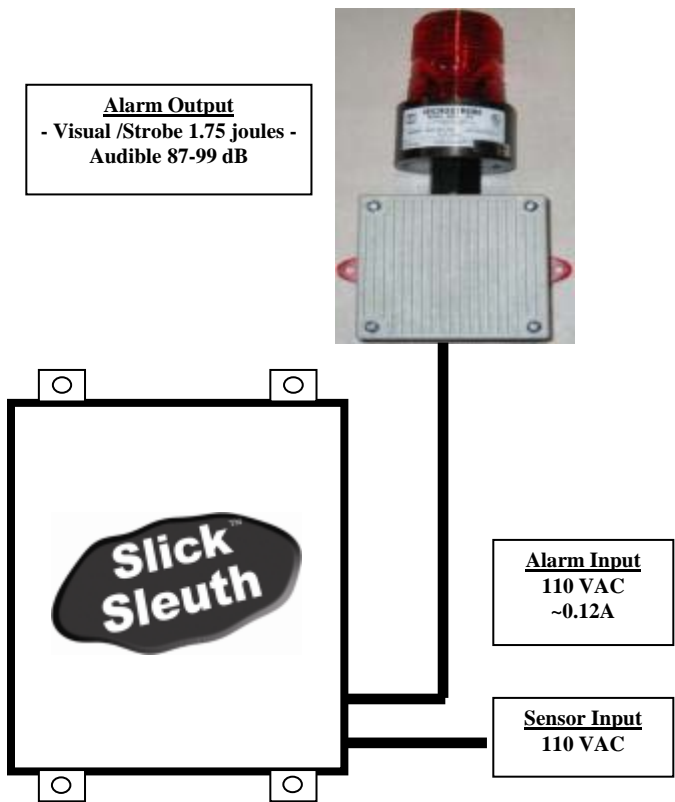 Alarm Output
- Visual /Strobe 1.75 joules -
Audible 87-99 dB
MICROSTROBE
Slick™
Sleuth
Alarm Input
110 VAC
~0.12A
Sensor Input
110 VAC